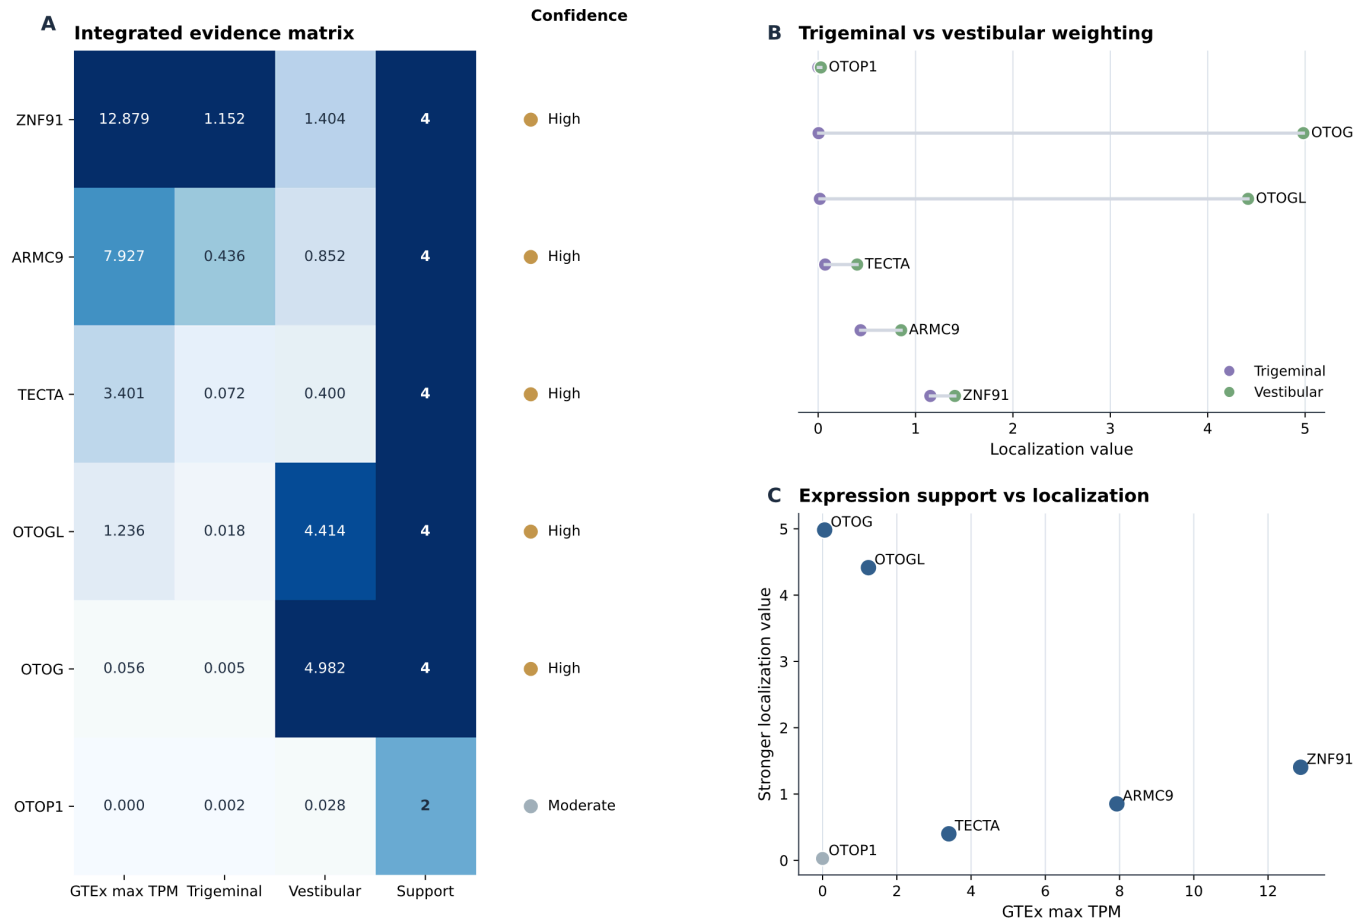 A
Integrated evidence matrix
Confidence
ZNF91 12.879 1.152 1.404 4 High
ARMC9 7.927 0.436 0.852 4 High
TECTA 3.401 0.072 0.400 4 High
OTOGL 1.236 0.018 4.414 4 High
OTOG 0.056 0.005 4.982 4 High
OTOP1 0.000 0.002 0.028 2 Moderate
GTEx max TPM Trigeminal Vestibular Support
B Trigeminal vs vestibular weighting
OTOP1
OTOG
OTOGL
TECTA
ARMC9
ZNF91
Trigeminal
Vestibular
0 1 2 3 4 5
Localization value
C Expression support vs localization
Stronger localization value
5
4
3
2
1
0
OTOG
OTOGL
ZNF91
ARMC9
TECTA
OTOP1
0 2 4 6 8 10 12
GTEx max TPM